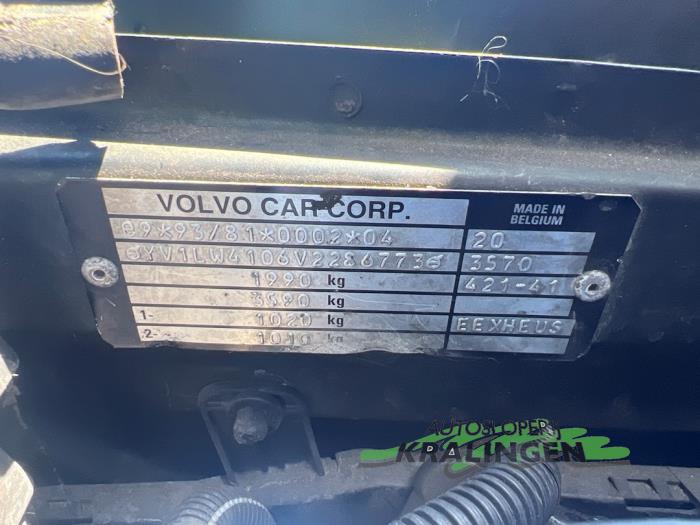 VOLVO CAR CORP.
MADE IN
BELGIUM
e9*93/81*0002*04
20
YV1LW4106V2286773
3570
1990 kg
421-41
3590 kg
1- 1020 kg
EEXHEUS
2- 1010 kg
AUTOSLOPERIJ
KRALINGEN